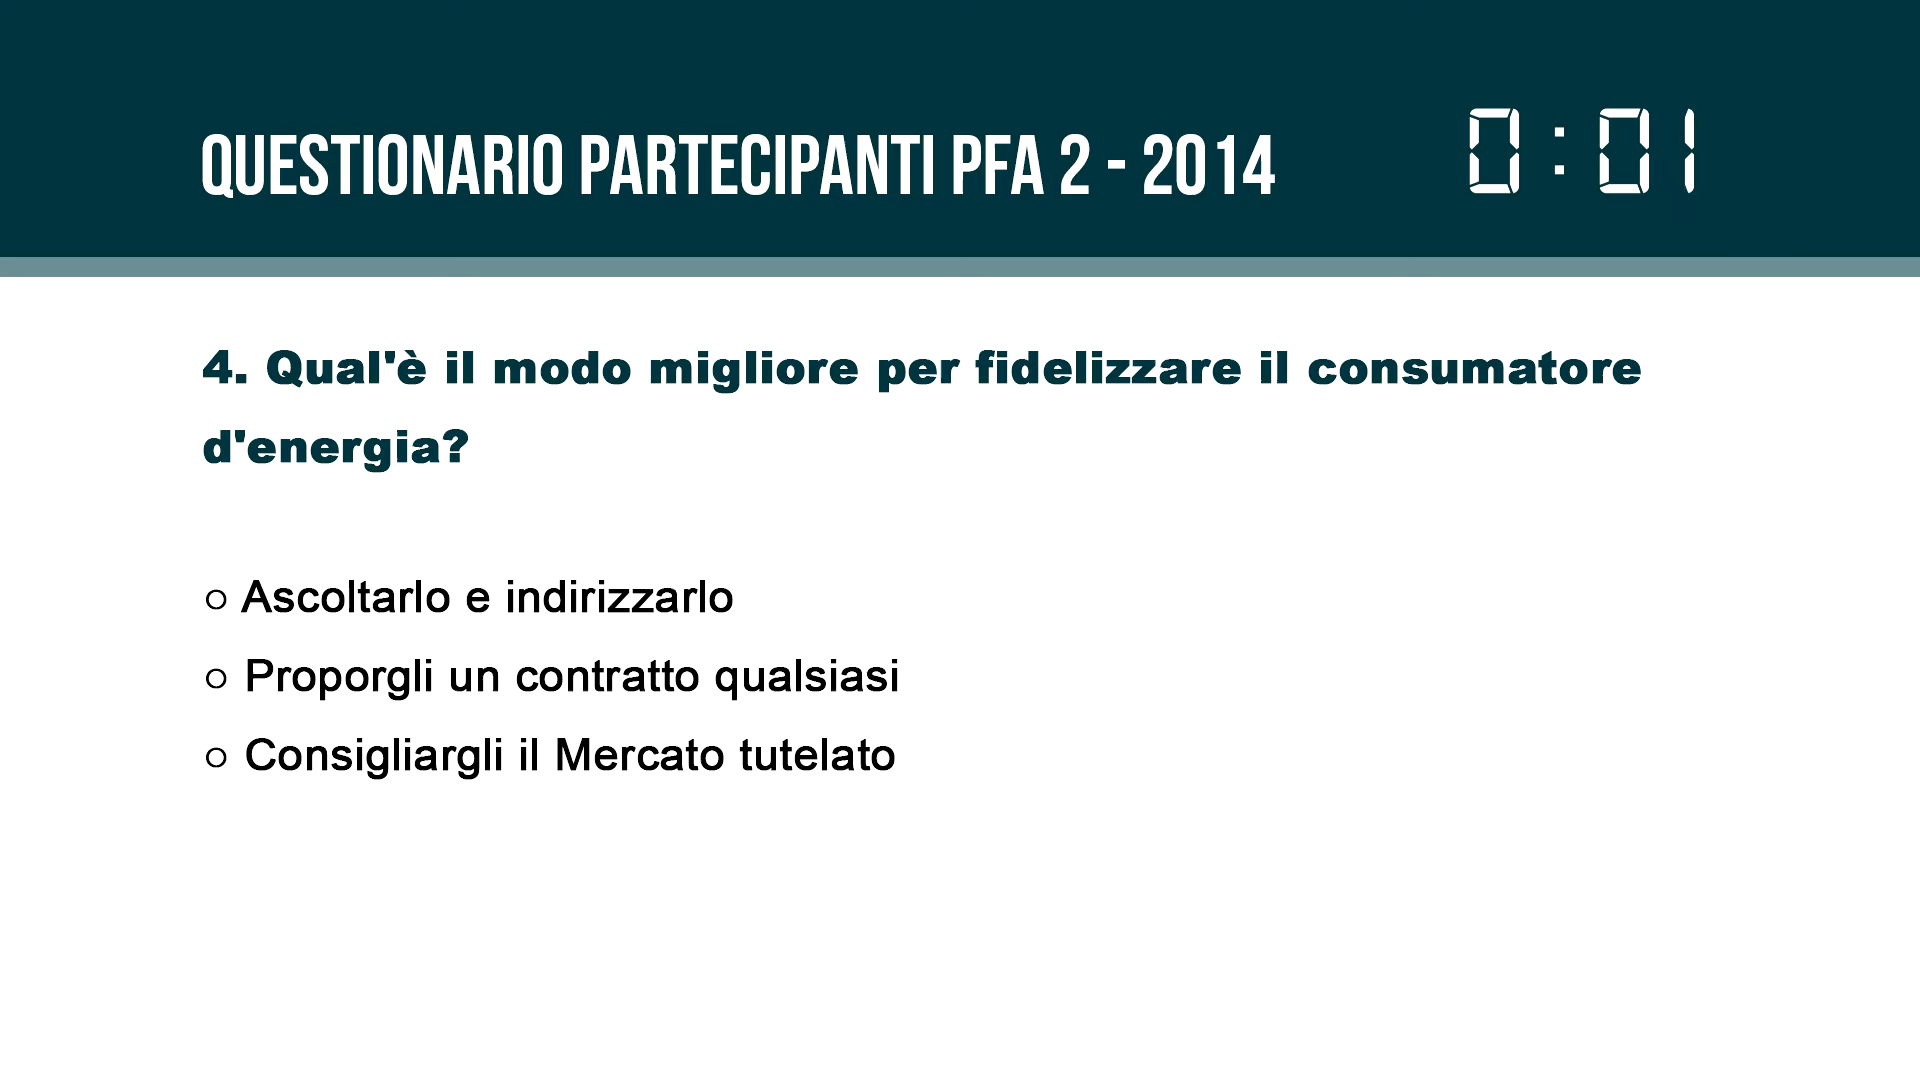 QUESTIONARIO PARTECIPANTI PFA 2 - 2014
0:01
4. Qual'è il modo migliore per fidelizzare il consumatore
d'energia?
○ Ascoltarlo e indirizzarlo
○ Proporgli un contratto qualsiasi
○ Consigliargli il Mercato tutelato